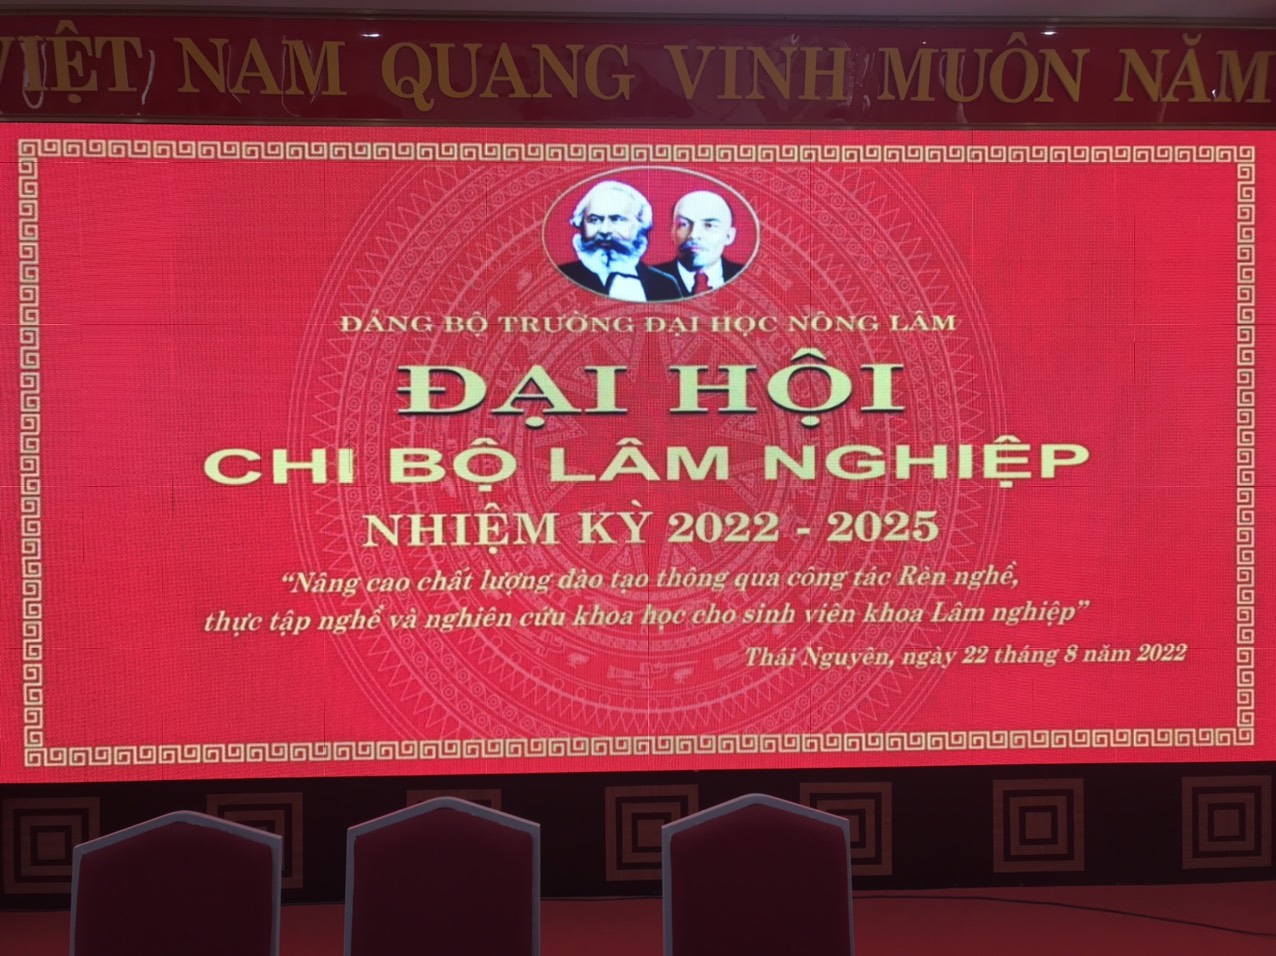 VIỆT NAM QUANG VINH MUÔN NĂM
ĐẢNG BỘ TRƯỜNG ĐẠI HỌC NÔNG LÂM
ĐẠI HỘI
CHI BỘ LÂM NGHIỆP
NHIỆM KỲ 2022 - 2025
“Nâng cao chất lượng đào tạo thông qua công tác Rèn nghề,
thực tập nghề và nghiên cứu khoa học cho sinh viên khoa Lâm nghiệp”
Thái Nguyên, ngày 22 tháng 8 năm 2022